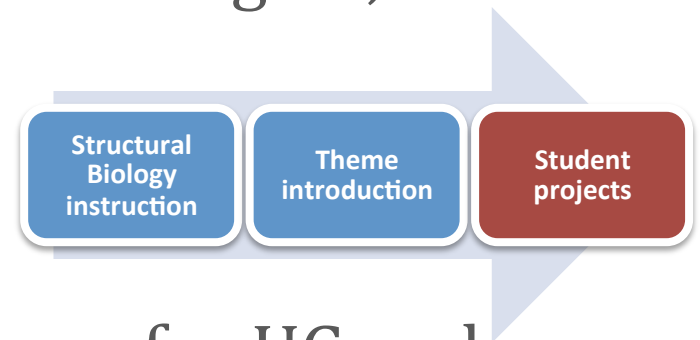 Structural
Biology
instruction
Theme
introduction
Student
projects